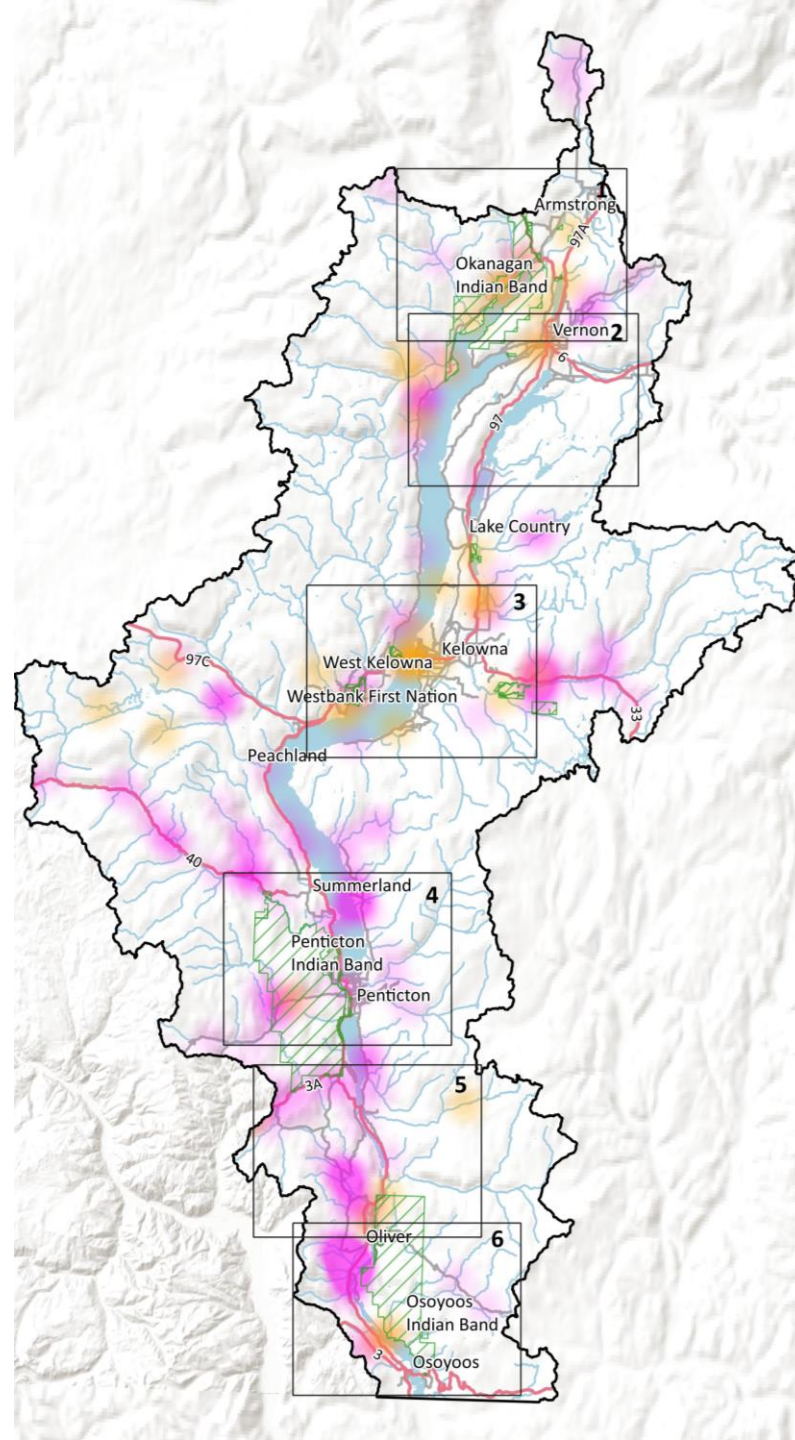 1
Armstrong
97A
Okanagan
Indian Band
Vernon
2
6
97
Lake Country
3
Kelowna
West Kelowna
97C
Westbank First Nation
33
Peachland
40
Summerland
4
Penticton
Indian Band
Penticton
3A
5
Oliver
6
Osoyoos
Indian Band
3
Osoyoos